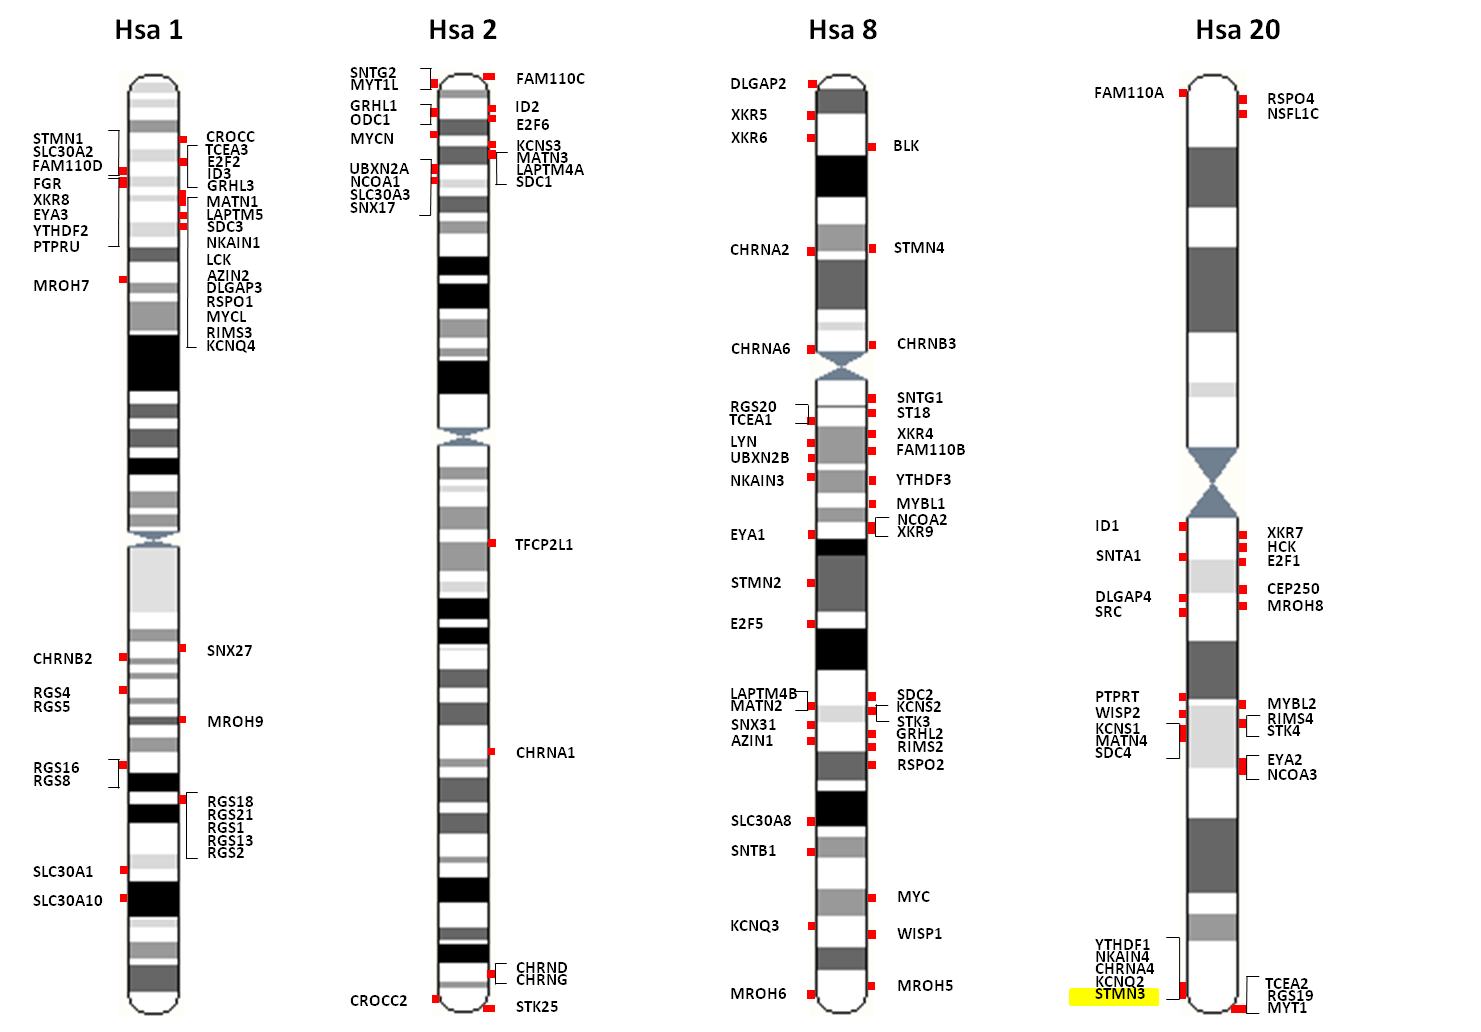 Hsa 1
STMN1
SLC30A2
FAM110D
FGR
XKR8
EYA3
YTHDF2
PTPRU
MROH7
CHRNB2
RGS4
RGS5
RGS16
RGS8
SLC30A1
SLC30A10
CROCC
TCEA3
E2F2
ID3
GRHL3
MATN1
LAPTM5
SDC3
NKAIN1
LCK
AZIN2
DLGAP3
RSPO1
MYCL
RIMS3
KCNQ4
SNX27
MROH9
RGS18
RGS21
RGS1
RGS13
RGS2
Hsa 2
SNTG2
MYT1L
GRHL1
ODC1
MYCN
UBXN2A
NCOA1
SLC30A3
SNX17
CROCC2
FAM110C
ID2
E2F6
KCNS3
MATN3
LAPTM4A
SDC1
TFCP2L1
CHRNA1
CHRND
CHRNG
STK25
Hsa 8
DLGAP2
XKR5
XKR6
CHRNA2
CHRNA6
RGS20
TCEA1
LYN
UBXN2B
NKAIN3
EYA1
STMN2
E2F5
LAPTM4B
MATN2
SNX31
AZIN1
SLC30A8
SNTB1
KCNQ3
MROH6
BLK
STMN4
CHRNB3
SNTG1
ST18
XKR4
FAM110B
YTHDF3
MYBL1
NCOA2
XKR9
SDC2
KCNS2
STK3
GRHL2
RIMS2
RSPO2
MYC
WISP1
MROH5
Hsa 20
FAM110A
ID1
SNTA1
DLGAP4
SRC
PTPRT
WISP2
KCNS1
MATN4
SDC4
YTHDF1
NKAIN4
CHRNA4
KCNQ2
STMN3
RSPO4
NSFL1C
XKR7
HCK
E2F1
CEP250
MROH8
MYBL2
RIMS4
STK4
EYA2
NCOA3
TCEA2
RGS19
MYT1